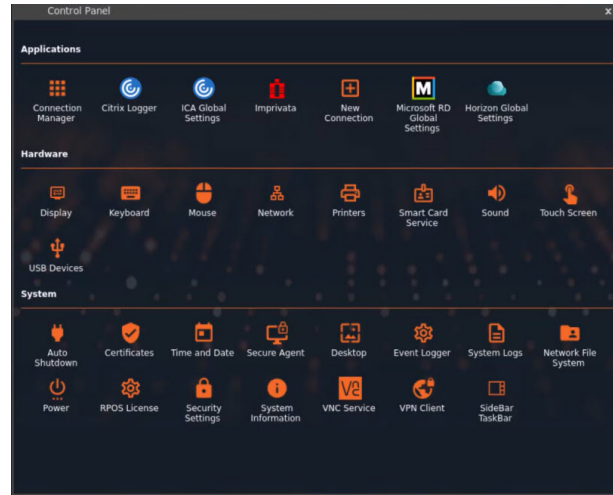 Control Panel x
Applications
Connection Manager
Citrix Logger
ICA Global Settings
Imprivata
New Connection
M
Microsoft RD Global Settings
Horizon Global Settings
Hardware
Display
Keyboard
Mouse
Network
Printers
Smart Card Service
Sound
Touch Screen
USB Devices
System
Auto Shutdown
Certificates
Time and Date
Secure Agent
Desktop
Event Logger
System Logs
Network File System
Power
RPOS License
Security Settings
System Information
VNC Service
VPN Client
SideBar TaskBar